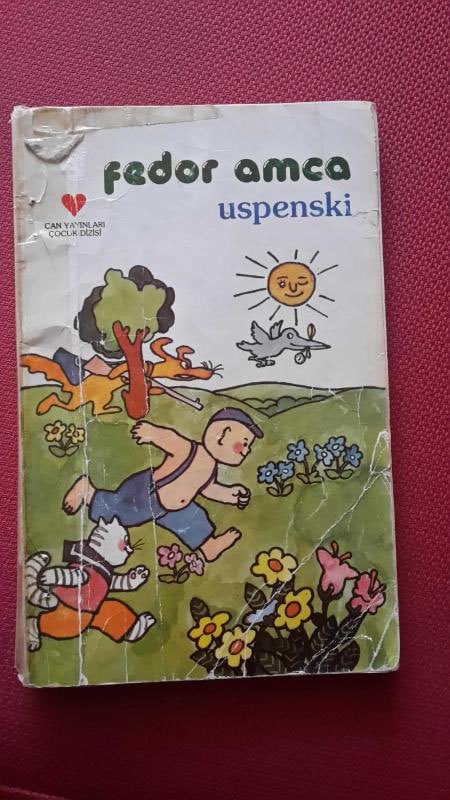 fedor amca
uspenski
CAN YAYINLARI
ÇOCUK DİZİSİ